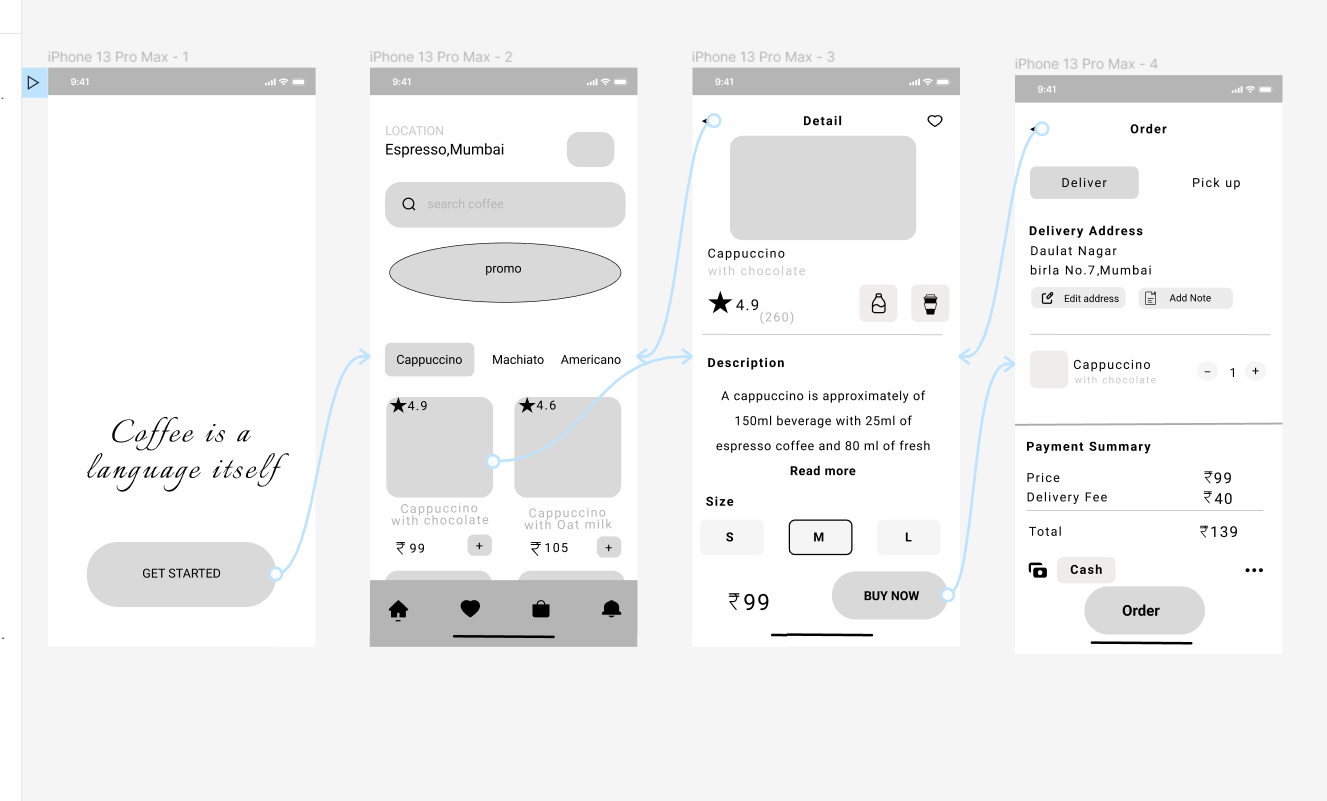 iPhone 13 Pro Max - 1
9:41
Coffee is a
language itself
GET STARTED
iPhone 13 Pro Max - 2
9:41
LOCATION
Espresso,Mumbai
search coffee
promo
Cappuccino Machiato Americano
4.9 4.6
Cappuccino
with chocolate
Cappuccino
with Oat milk
₹ 99 +
₹ 105 +
iPhone 13 Pro Max - 3
9:41
Detail
Cappuccino
with chocolate
4.9
(260)
Description
A cappuccino is approximately of
150ml beverage with 25ml of
espresso coffee and 80 ml of fresh
Read more
Size
S M L
₹ 99 BUY NOW
iPhone 13 Pro Max - 4
9:41
Order
Deliver Pick up
Delivery Address
Daulat Nagar
birla No.7,Mumbai
Edit address Add Note
Cappuccino
with chocolate
− 1 +
Payment Summary
Price ₹99
Delivery Fee ₹40
Total ₹139
Cash
Order